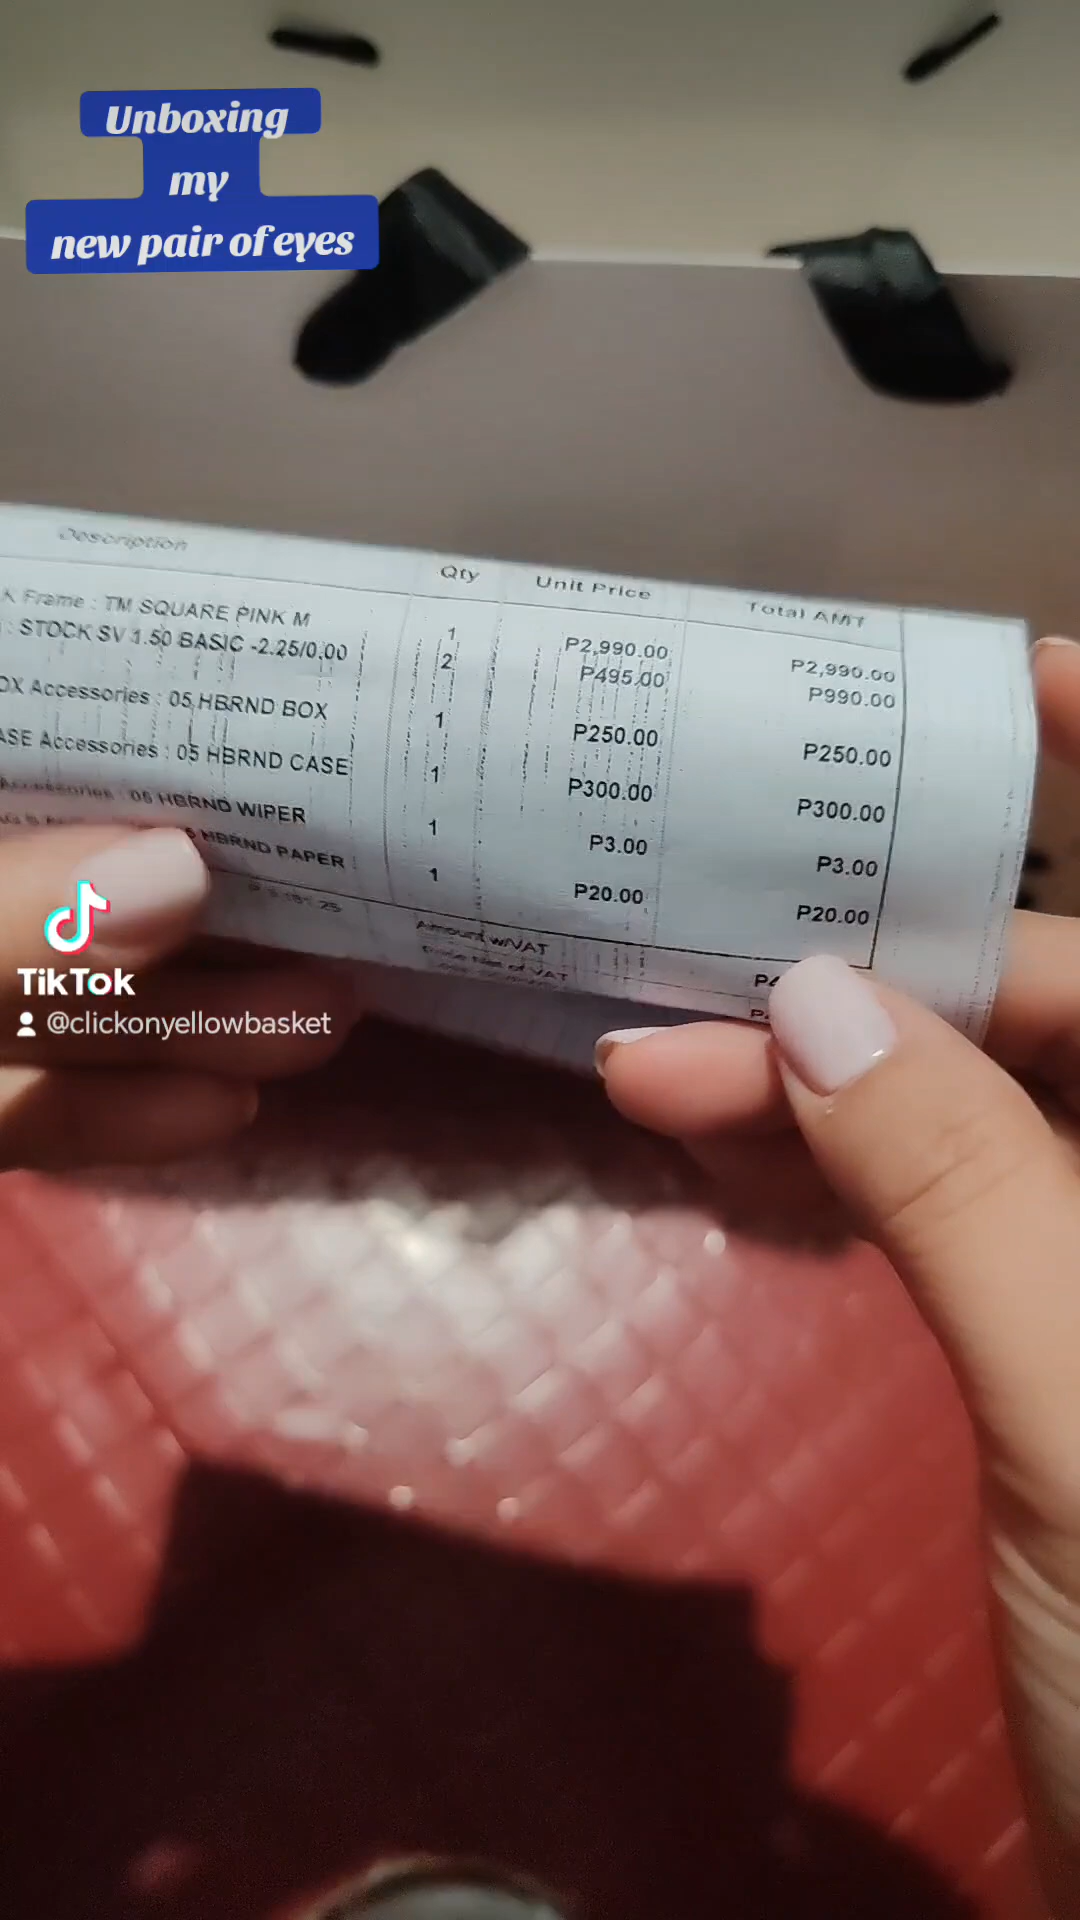 Unboxing
my
new pair of eyes
Description Qty Unit Price Total AMT
Frame : TM SQUARE PINK M 1 P2,990.00 P2,990.00
: STOCK SV 1.50 BASIC -2.25/0.00 2 P495.00 P990.00
OX Accessories : 05 HBRND BOX 1 P250.00 P250.00
ASE Accessories : 05 HBRND CASE 1 P300.00 P300.00
Accessories : 05 HBRND WIPER 1 P3.00 P3.00
HBRND PAPER 1 P20.00 P20.00
Amount w/VAT
of VAT
TikTok
@clickonyellowbasket